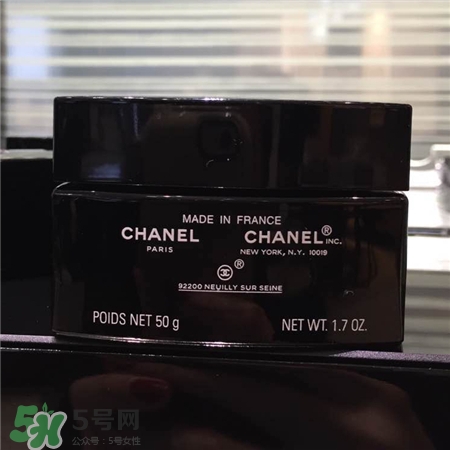 MADE IN FRANCE
CHANEL CHANEL® INC.
PARIS NEW YORK, N.Y. 10019
®
92200 NEUILLY SUR SEINE
POIDS NET 50 g NET WT. 1.7 OZ.
5号网
公众号：5号女性